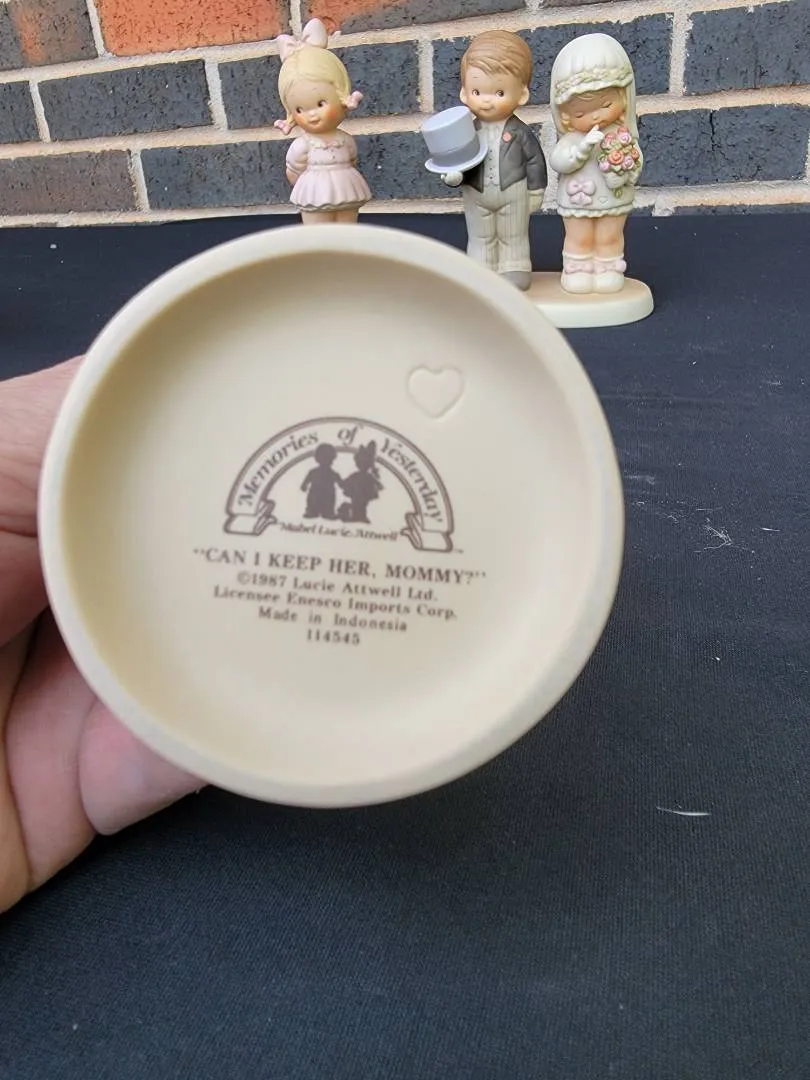 Memories of Yesterday
Mabel Lucie Attwell ™
"CAN I KEEP HER, MOMMY?"
©1987 Lucie Attwell Ltd.
Licensee Enesco Imports Corp.
Made in Indonesia
114545